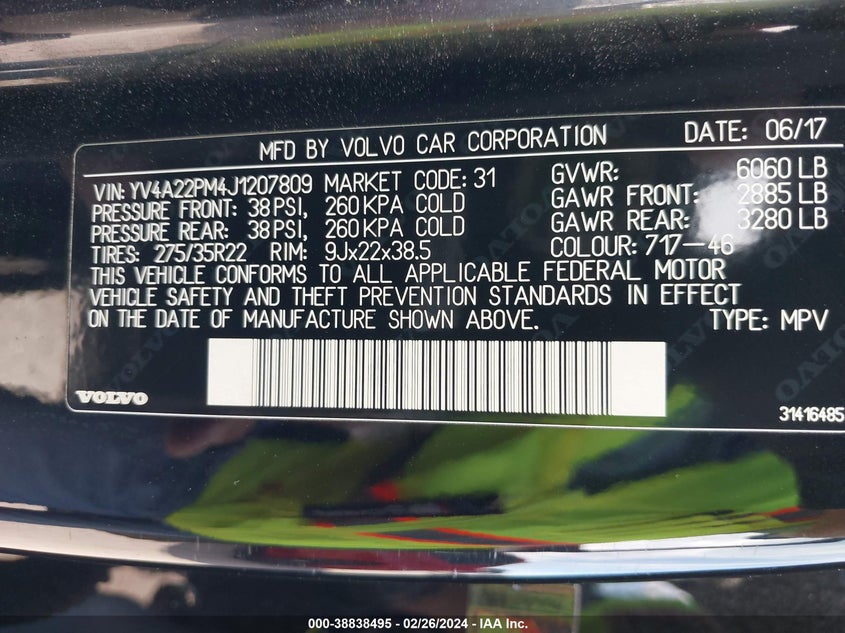 MFD BY VOLVO CAR CORPORATION DATE: 06/17
VIN: YV4A22PM4J1207809 MARKET CODE: 31 GVWR: 6060 LB
PRESSURE FRONT: 38 PSI, 260 KPA COLD GAWR FRONT: 2885 LB
PRESSURE REAR: 38 PSI, 260 KPA COLD GAWR REAR: 3280 LB
TIRES: 275/35R22 RIM: 9Jx22x38.5 COLOUR: 717-46
THIS VEHICLE CONFORMS TO ALL APPLICABLE FEDERAL MOTOR
VEHICLE SAFETY AND THEFT PREVENTION STANDARDS IN EFFECT
ON THE DATE OF MANUFACTURE SHOWN ABOVE. TYPE: MPV
VOLVO
31416485
000-38838495 - 02/26/2024 - IAA Inc.